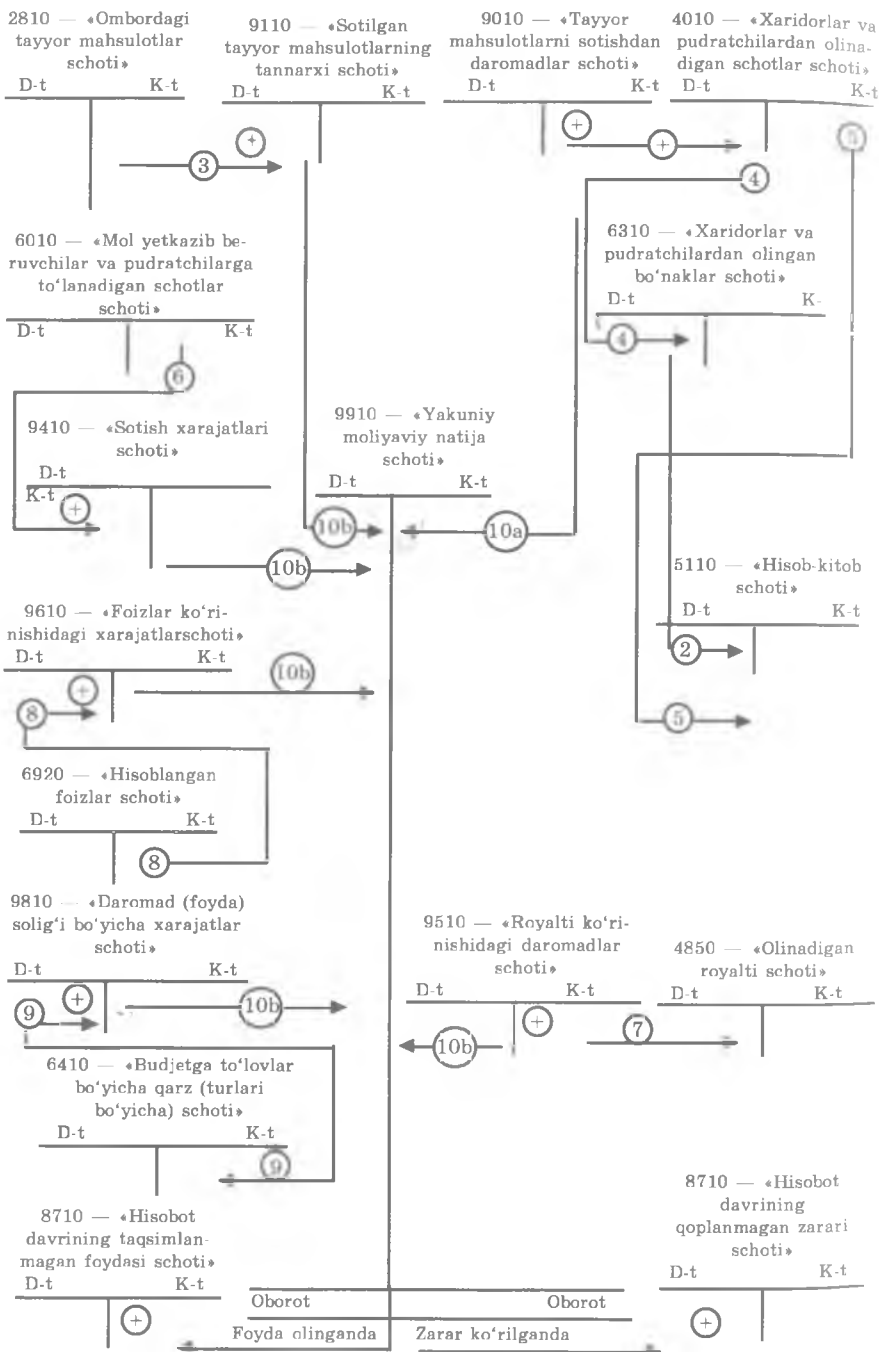 2810 — «Ombordagi
tayyor mahsulotlar
schoti»
D-t K-t
9110 — «Sotilgan
tayyor mahsulotlarning
tannarxi schoti»
D-t K-t
9010 — «Tayyor
mahsulotlarni sotishdan
daromadlar schoti»
D-t K-t
4010 — «Xaridorlar va
pudratchilardan olina-
digan schotlar schoti»
D-t K-t
3
+
+
+
5
4
6010 — «Mol yetkazib be-
ruvchilar va pudratchilarga
to‘lanadigan schotlar
schoti»
D-t K-t
6
6310 — «Xaridorlar va
pudratchilardan olingan
bo‘naklar schoti»
D-t K-
4
9410 — «Sotish xarajatlari
schoti»
D-t
K-t +
10b
9910 — «Yakuniy
moliyaviy natija
schoti»
D-t K-t
10b 10a
5110 — «Hisob-kitob
schoti»
D-t K-t
2
5
9610 — «Foizlar ko‘ri-
nishidagi xarajatlarschoti»
D-t K-t
+ 10b
8
6920 — «Hisoblangan
foizlar schoti»
D-t K-t
8
9810 — «Daromad (foyda)
solig‘i bo‘yicha xarajatlar
schoti»
D-t K-t
9 + 10b
9510 — «Royalti ko‘ri-
nishidagi daromadlar
schoti»
D-t K-t
10b + 7
4850 — «Olinadigan
royalti schoti»
D-t K-t
6410 — «Budjetga to‘lovlar
bo‘yicha qarz (turlari
bo‘yicha) schoti»
D-t K-t
9
8710 — «Hisobot
davrining taqsimlan-
magan foydasi schoti»
D-t K-t
+
8710 — «Hisobot
davrining
qoplanmagan zarari
schoti»
D-t K-t
+
Oborot Oborot
Foyda olinganda Zarar ko‘rilganda